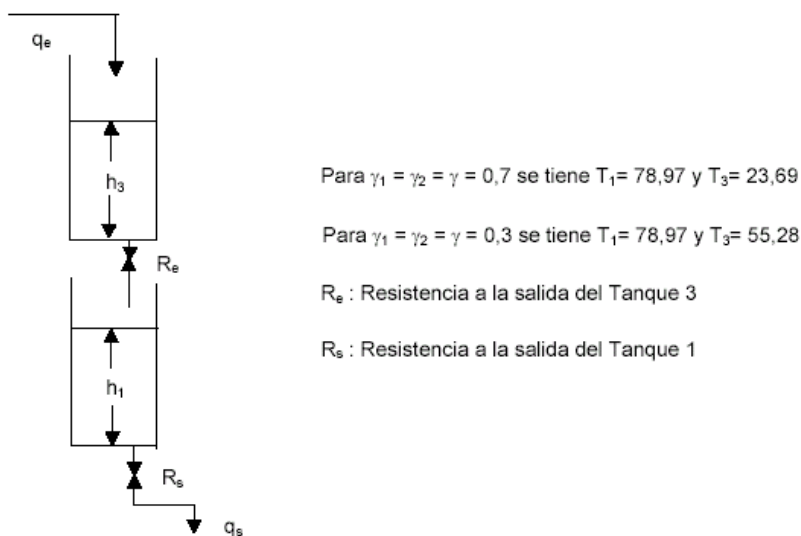 qₑ
h₃
Rₑ
h₁
Rₛ
qₛ
Para γ₁ = γ₂ = γ = 0,7 se tiene T₁= 78,97 y T₃= 23,69
Para γ₁ = γ₂ = γ = 0,3 se tiene T₁= 78,97 y T₃= 55,28
Rₑ : Resistencia a la salida del Tanque 3
Rₛ : Resistencia a la salida del Tanque 1